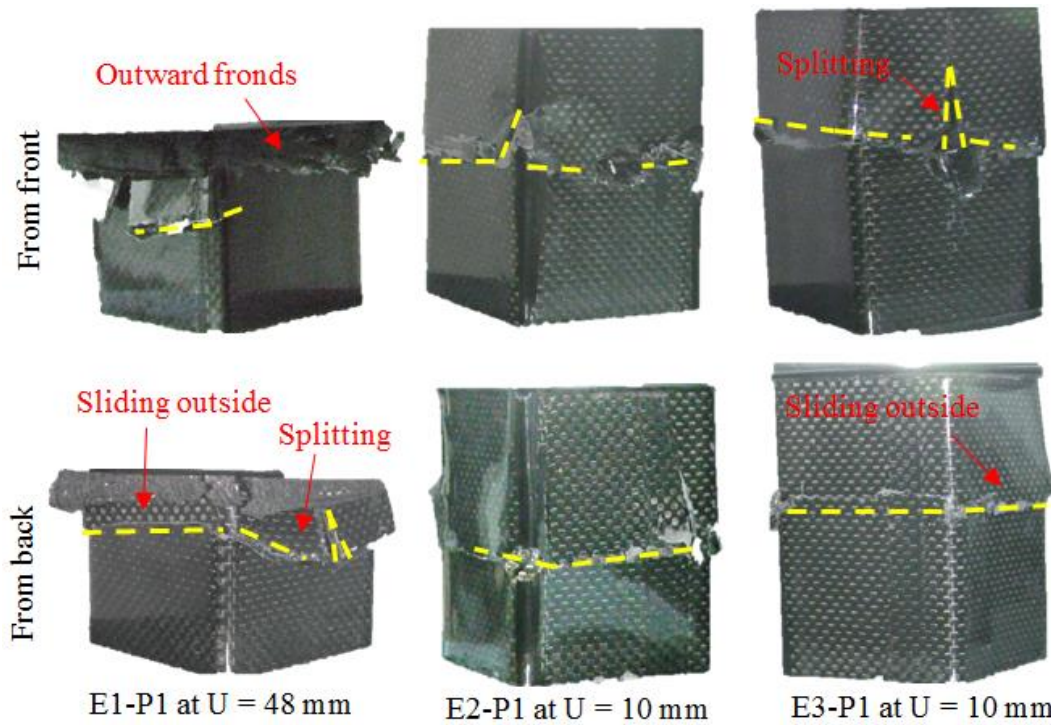 From front
Outward fronds
Splitting
From back
Sliding outside
Splitting
Sliding outside
E1-P1 at U = 48 mm
E2-P1 at U = 10 mm
E3-P1 at U = 10 mm